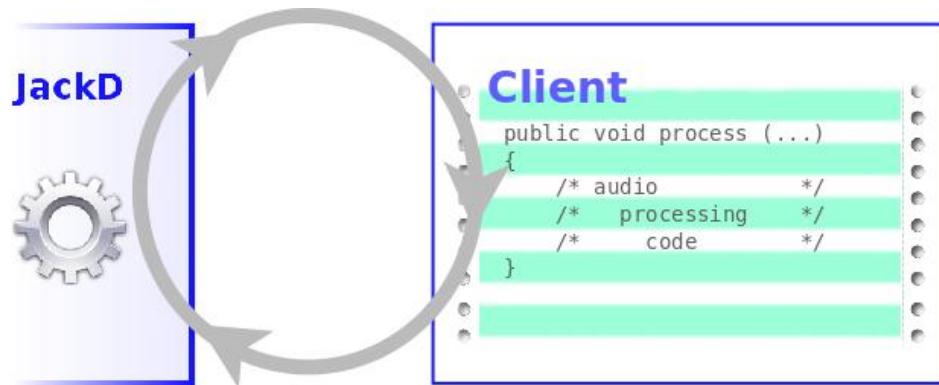 JackD
Client
public void process (...)
{
/* audio */
/* processing */
/* code */
}